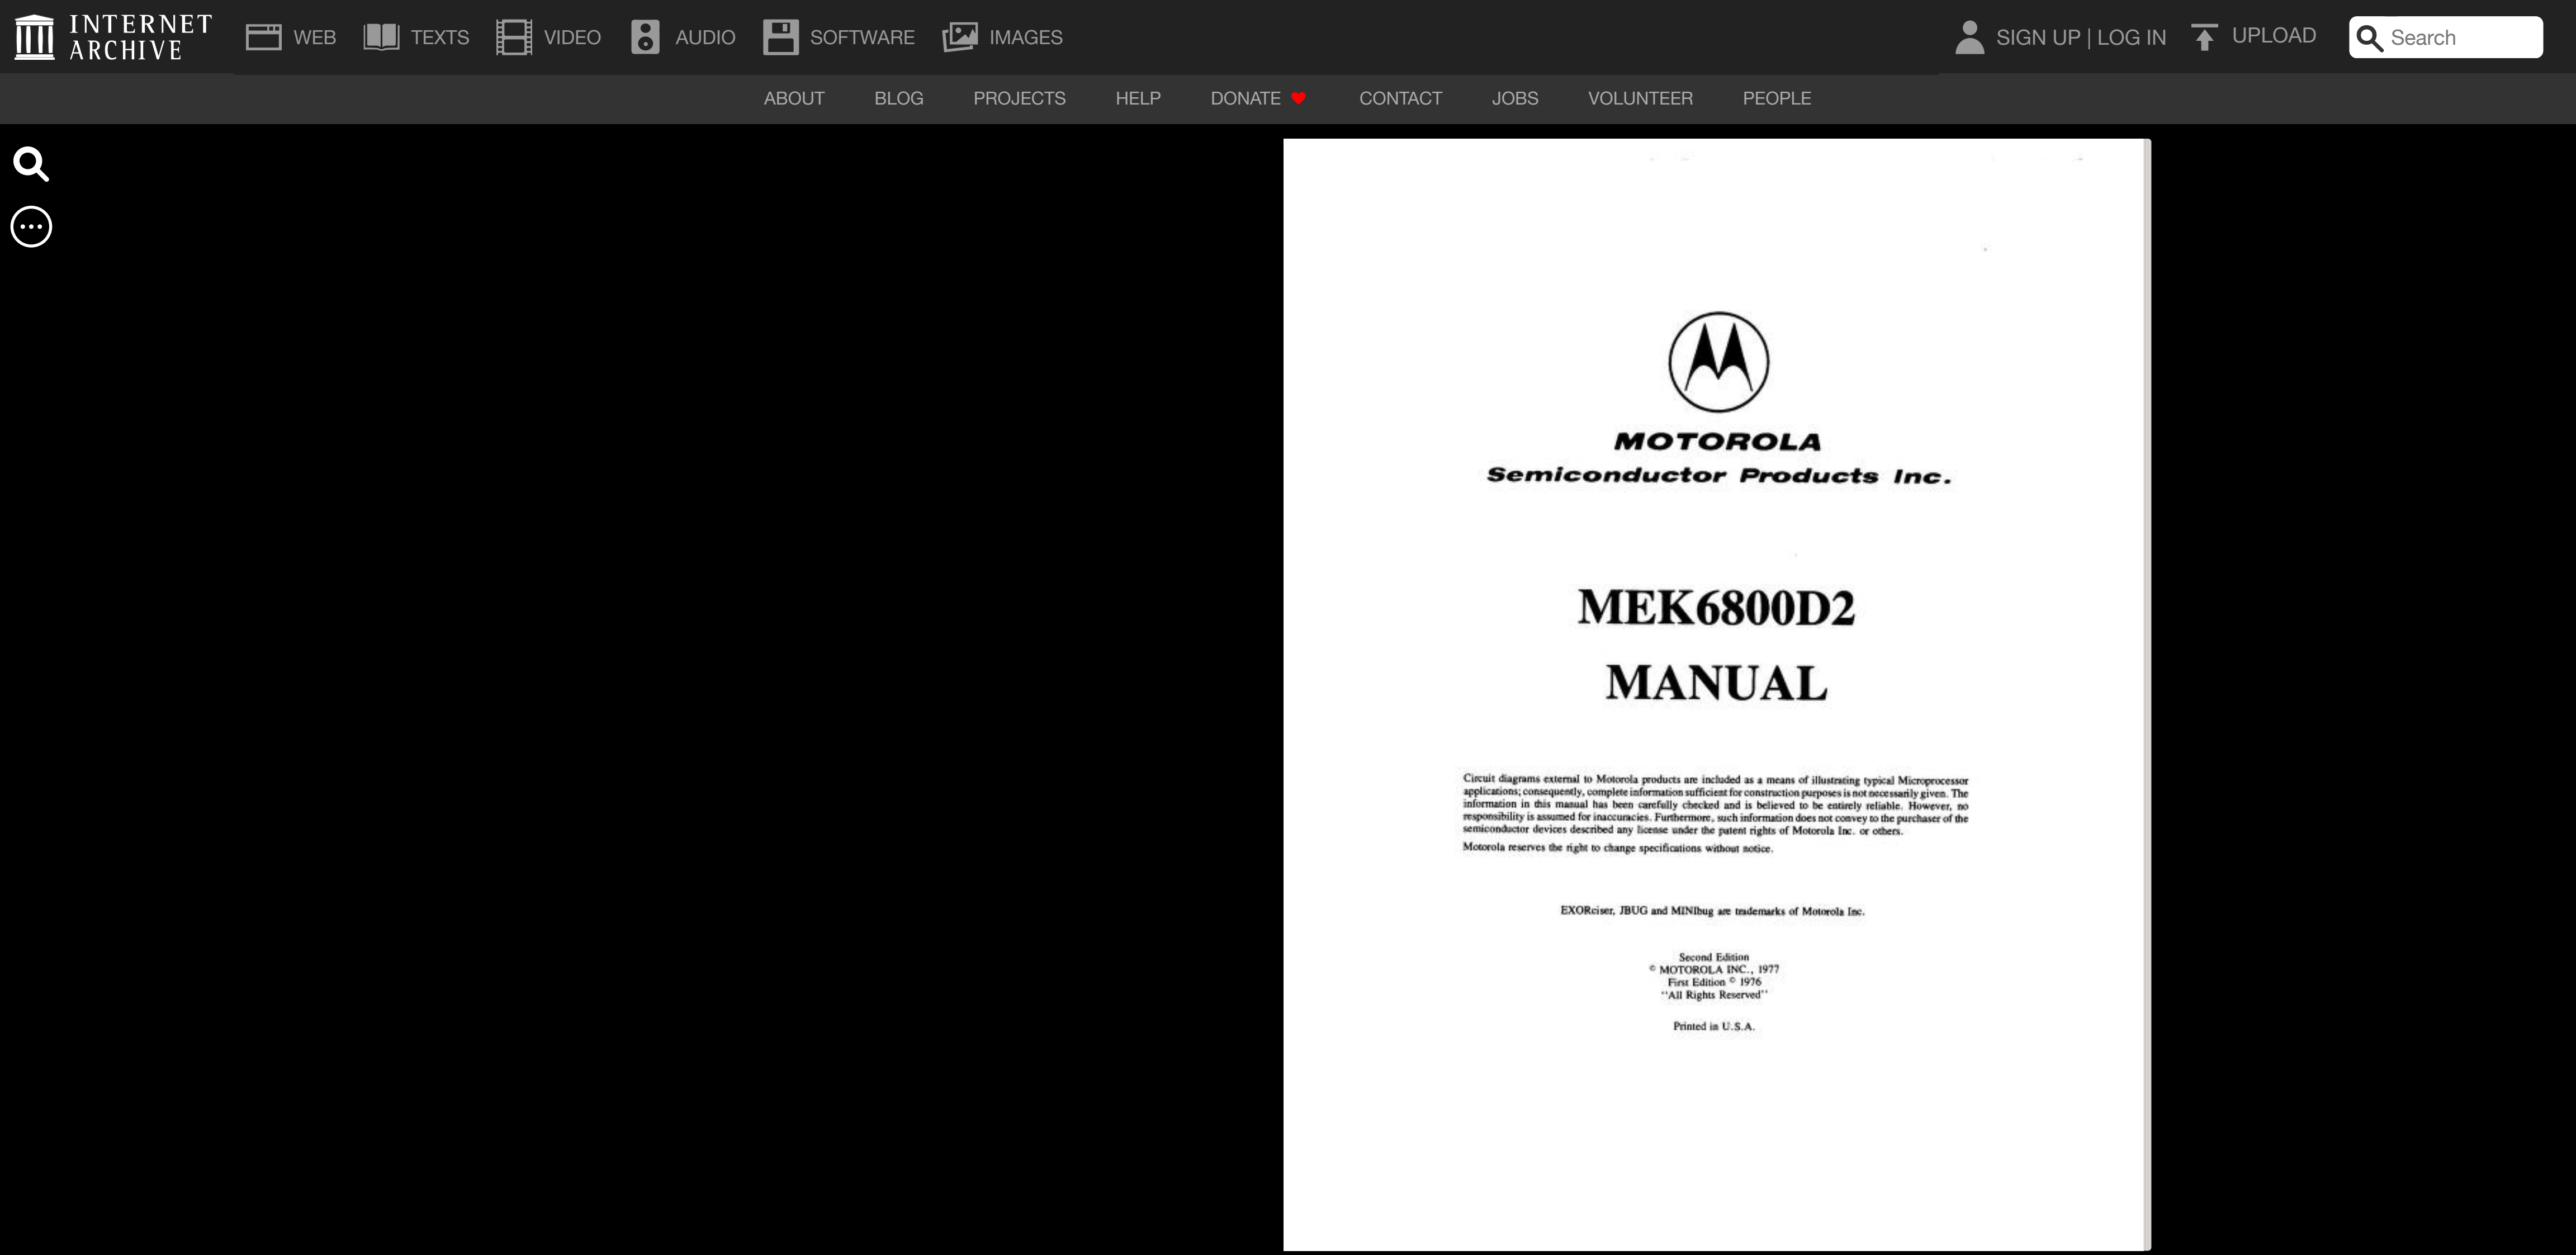 INTERNET
ARCHIVE
WEB
TEXTS
VIDEO
AUDIO
SOFTWARE
IMAGES
SIGN UP | LOG IN
UPLOAD
Search
ABOUT
BLOG
PROJECTS
HELP
DONATE
CONTACT
JOBS
VOLUNTEER
PEOPLE
MOTOROLA
Semiconductor Products Inc.
MEK6800D2
MANUAL
Circuit diagrams external to Motorola products are included as a means of illustrating typical Microprocessor
applications; consequently, complete information sufficient for construction purposes is not necessarily given. The
information in this manual has been carefully checked and is believed to be entirely reliable. However, no
responsibility is assumed for inaccuracies. Furthermore, such information does not convey to the purchaser of the
semiconductor devices described any license under the patent rights of Motorola Inc. or others.
Motorola reserves the right to change specifications without notice.
EXORciser, JBUG and MINIbug are trademarks of Motorola Inc.
Second Edition
© MOTOROLA INC., 1977
First Edition © 1976
"All Rights Reserved"
Printed in U.S.A.